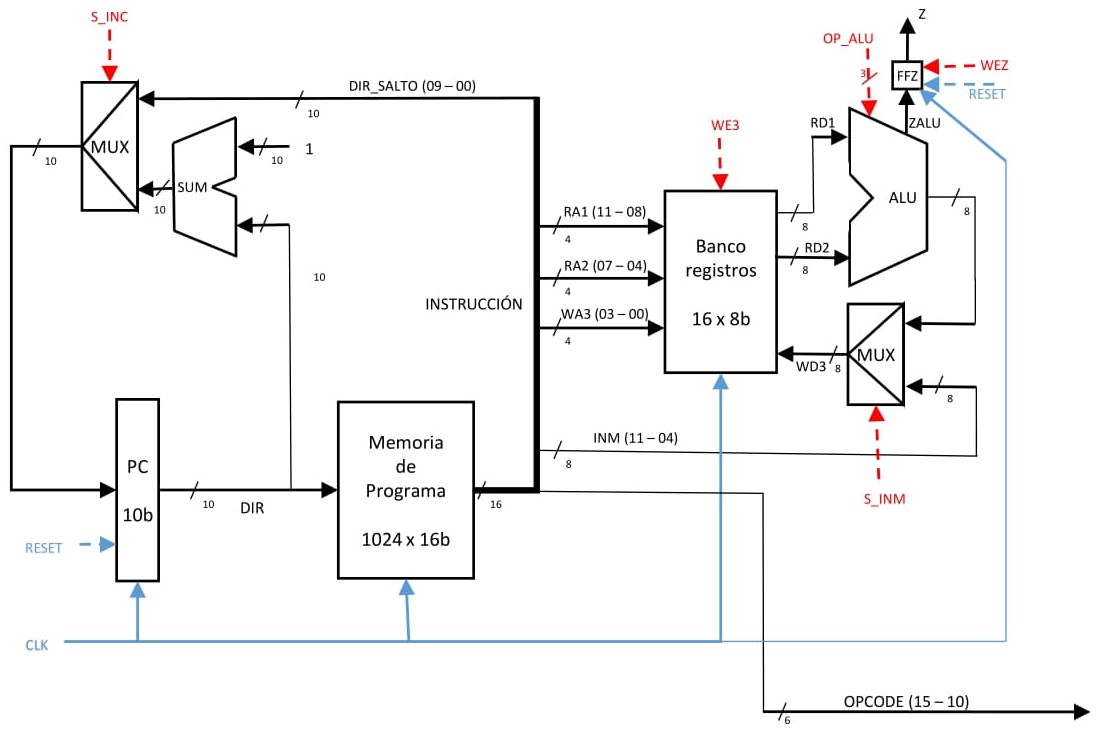 S_INC
Z
OP_ALU
3
FFZ
WEZ
RESET
DIR_SALTO (09 – 00)
10
MUX
10
SUM
10
1
10
10
WE3
RD1
ZALU
ALU
8
RD2
8
8
RA1 (11 – 08)
4
RA2 (07 – 04)
4
WA3 (03 – 00)
4
INSTRUCCIÓN
Banco
registros
16 x 8b
MUX
WD3
8
8
S_INM
INM (11 – 04)
8
PC
10b
10
DIR
Memoria
de
Programa
1024 x 16b
16
RESET
CLK
OPCODE (15 – 10)
6